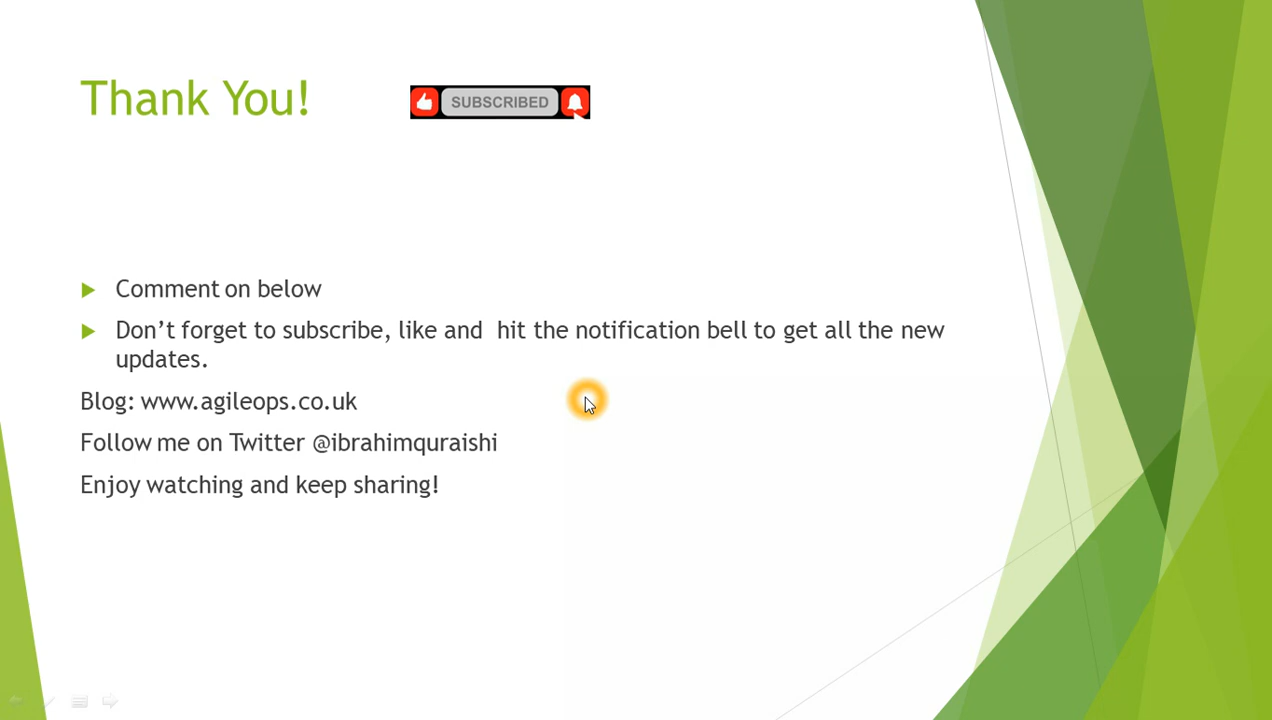 Thank You!
SUBSCRIBED
Comment on below
Don’t forget to subscribe, like and  hit the notification bell to get all the new
updates.
Blog: www.agileops.co.uk
Follow me on Twitter @ibrahimquraishi
Enjoy watching and keep sharing!